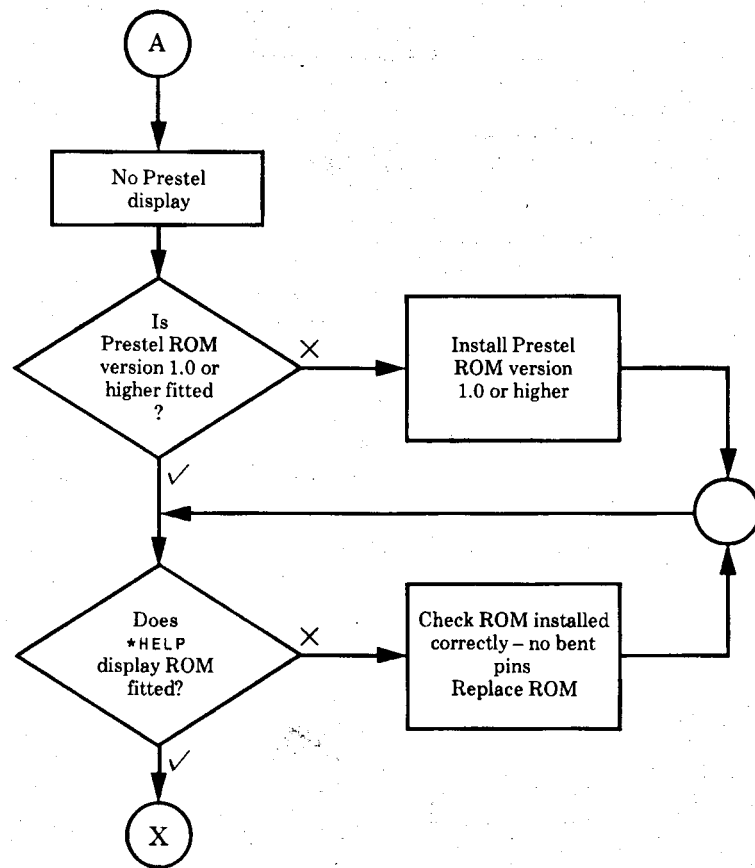 A
No Prestel
display
Is
Prestel ROM
version 1.0 or
higher fitted
?
×
Install Prestel
ROM version
1.0 or higher
✓
Does
*HELP
display ROM
fitted?
×
Check ROM installed
correctly – no bent
pins
Replace ROM
✓
X